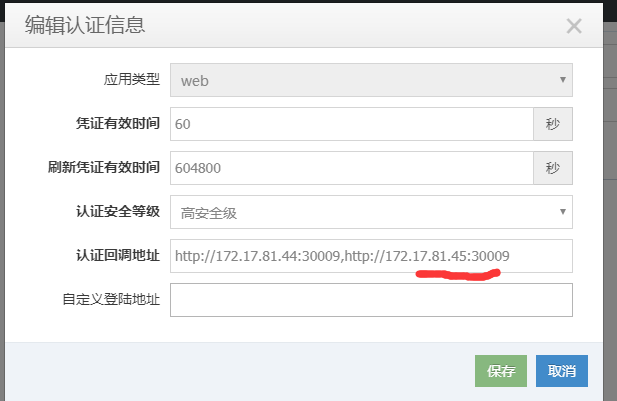 编辑认证信息
应用类型 web
凭证有效时间 60 秒
刷新凭证有效时间 604800 秒
认证安全等级 高安全级
认证回调地址 http://172.17.81.44:30009,http://172.17.81.45:30009
自定义登陆地址
保存 取消